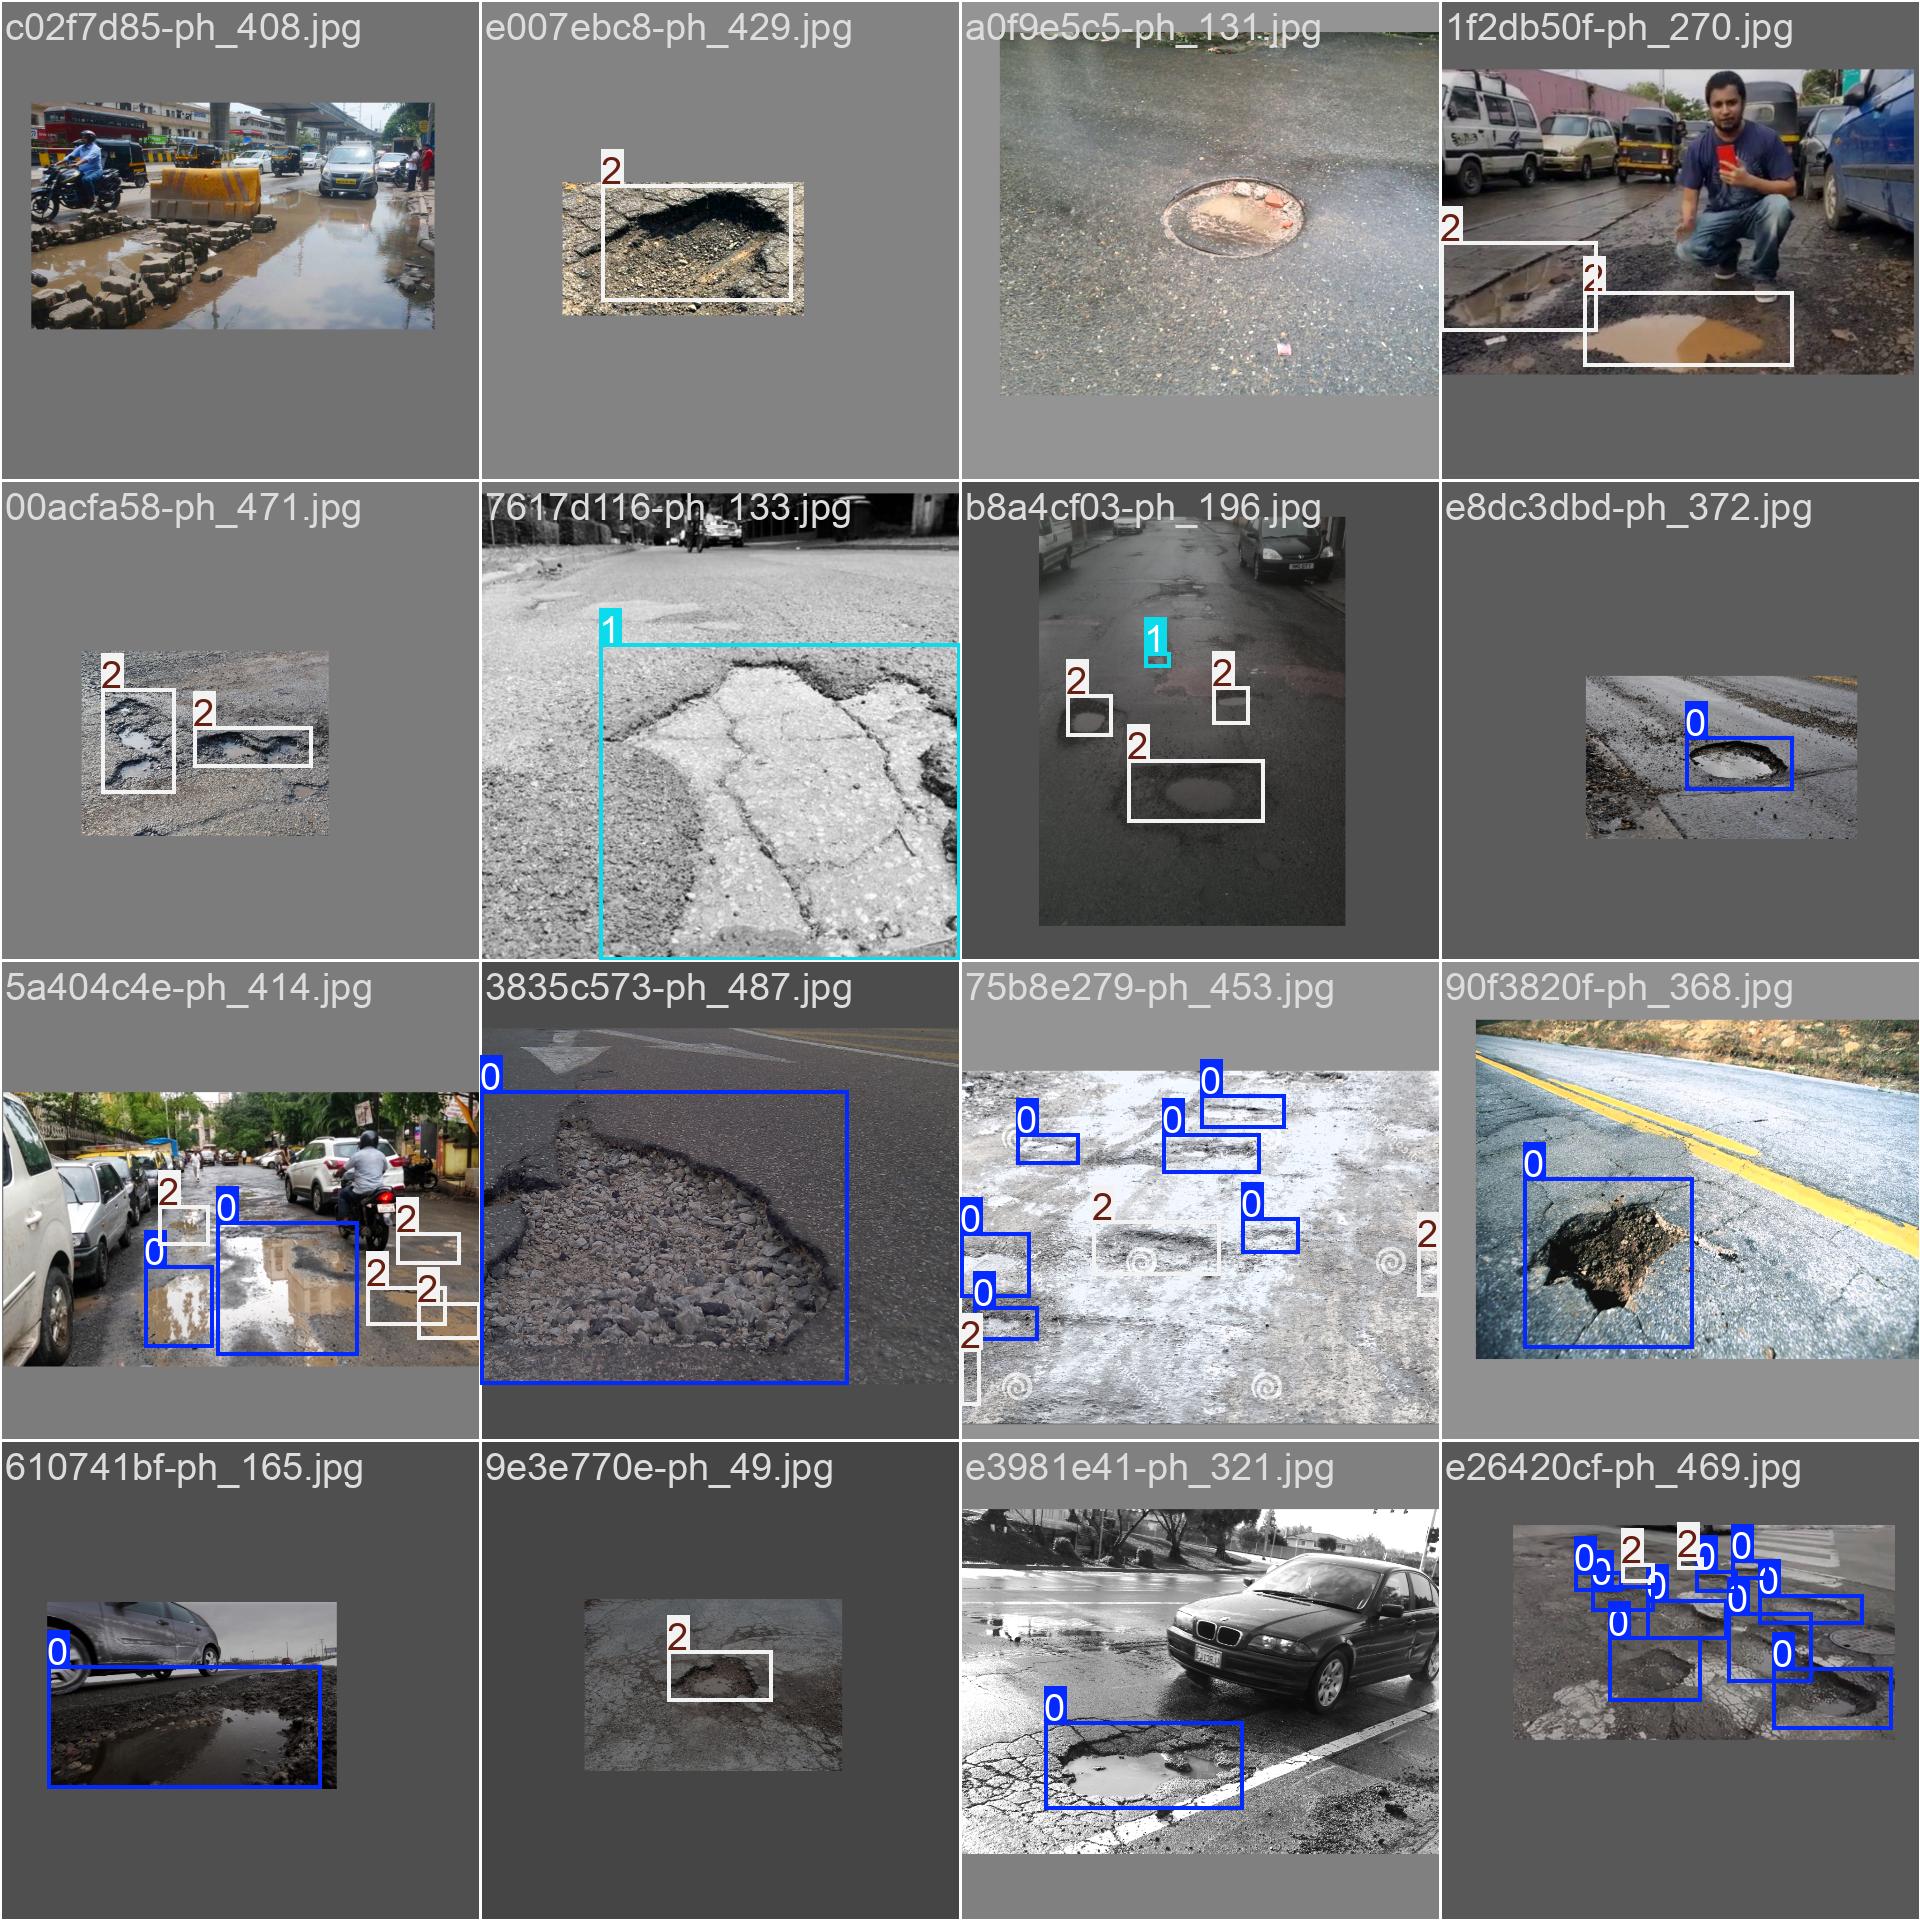 c02f7d85-ph_408.jpg
e007ebc8-ph_429.jpg
2
a0f9e5c5-ph_131.jpg
1f2db50f-ph_270.jpg
2
2
00acfa58-ph_471.jpg
2
2
7617d116-ph_133.jpg
1
b8a4cf03-ph_196.jpg
1
2
2
2
e8dc3dbd-ph_372.jpg
0
5a404c4e-ph_414.jpg
2
0
0
2
2
2
3835c573-ph_487.jpg
0
75b8e279-ph_453.jpg
0
0
0
0
2
0
2
0
2
90f3820f-ph_368.jpg
0
610741bf-ph_165.jpg
0
9e3e770e-ph_49.jpg
2
e3981e41-ph_321.jpg
0
e26420cf-ph_469.jpg
0
0
2
2
0
0
0
0
0
0
0